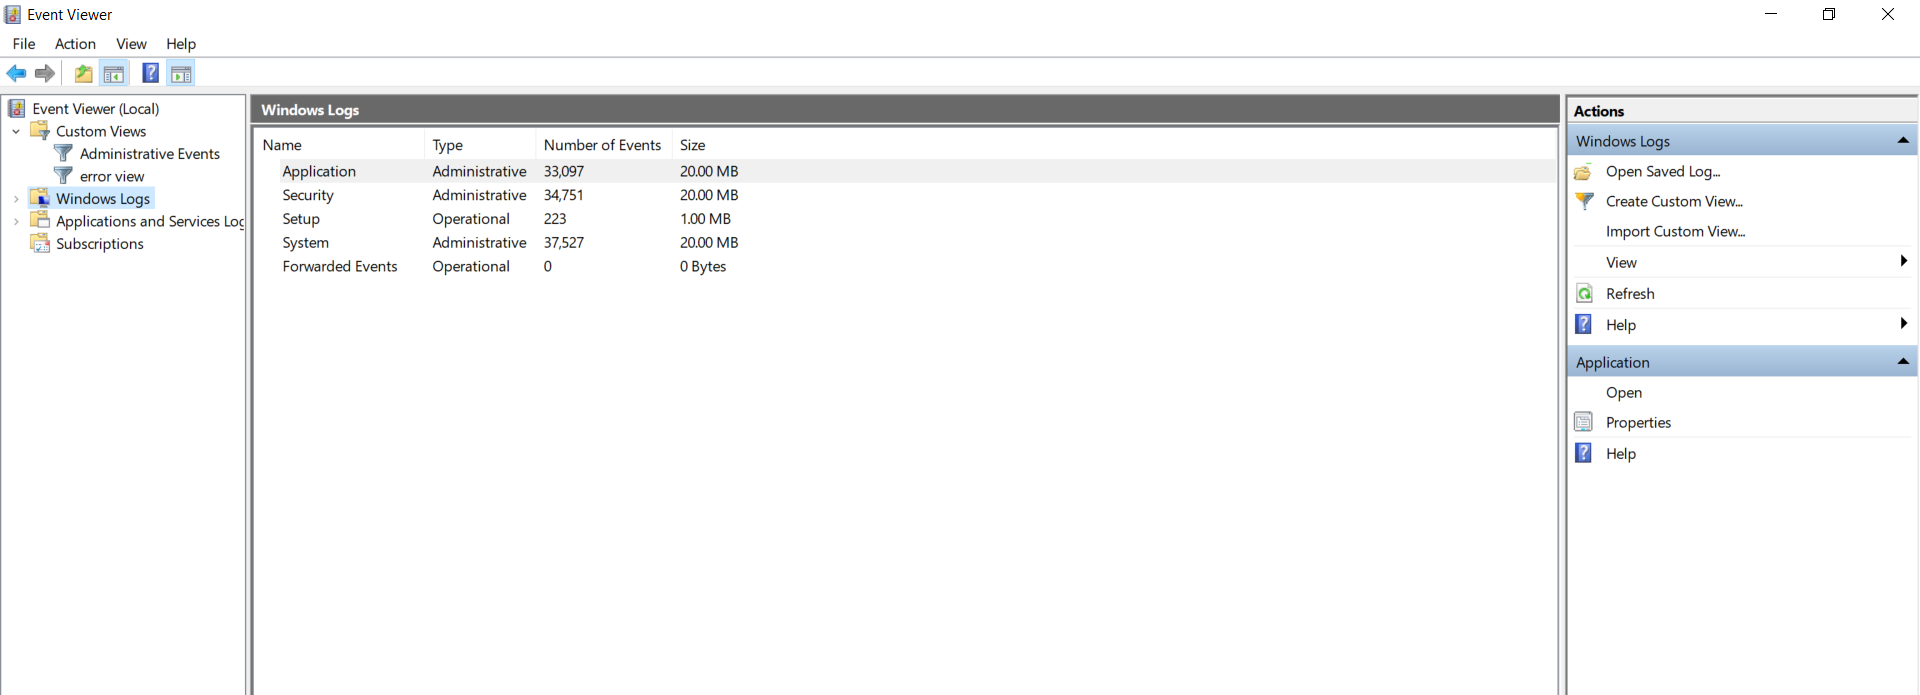 Event Viewer
File Action View Help
Event Viewer (Local)
Custom Views
Administrative Events
error view
Windows Logs
Applications and Services Log
Subscriptions
Windows Logs
Name Type Number of Events Size
Application Administrative 33,097 20.00 MB
Security Administrative 34,751 20.00 MB
Setup Operational 223 1.00 MB
System Administrative 37,527 20.00 MB
Forwarded Events Operational 0 0 Bytes
Actions
Windows Logs
Open Saved Log...
Create Custom View...
Import Custom View...
View
Refresh
Help
Application
Open
Properties
Help